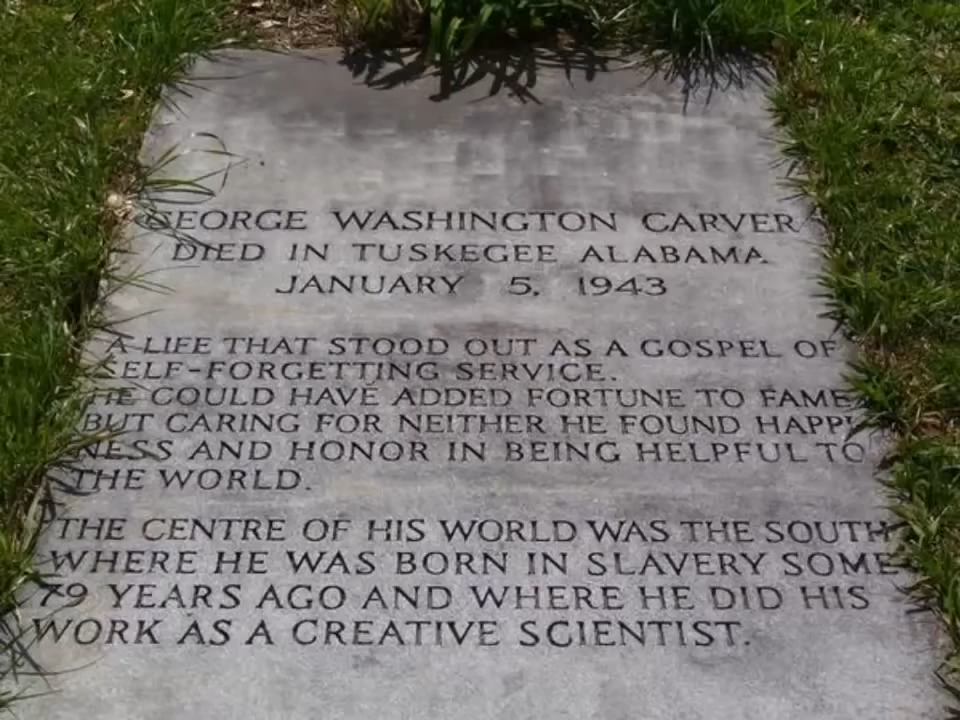 GEORGE WASHINGTON CARVER
DIED IN TUSKEGEE ALABAMA
JANUARY 5, 1943
A LIFE THAT STOOD OUT AS A GOSPEL OF
SELF-FORGETTING SERVICE.
HE COULD HAVE ADDED FORTUNE TO FAME
BUT CARING FOR NEITHER HE FOUND HAPPI
NESS AND HONOR IN BEING HELPFUL TO
THE WORLD.
THE CENTRE OF HIS WORLD WAS THE SOUTH
WHERE HE WAS BORN IN SLAVERY SOME
79 YEARS AGO AND WHERE HE DID HIS
WORK AS A CREATIVE SCIENTIST.